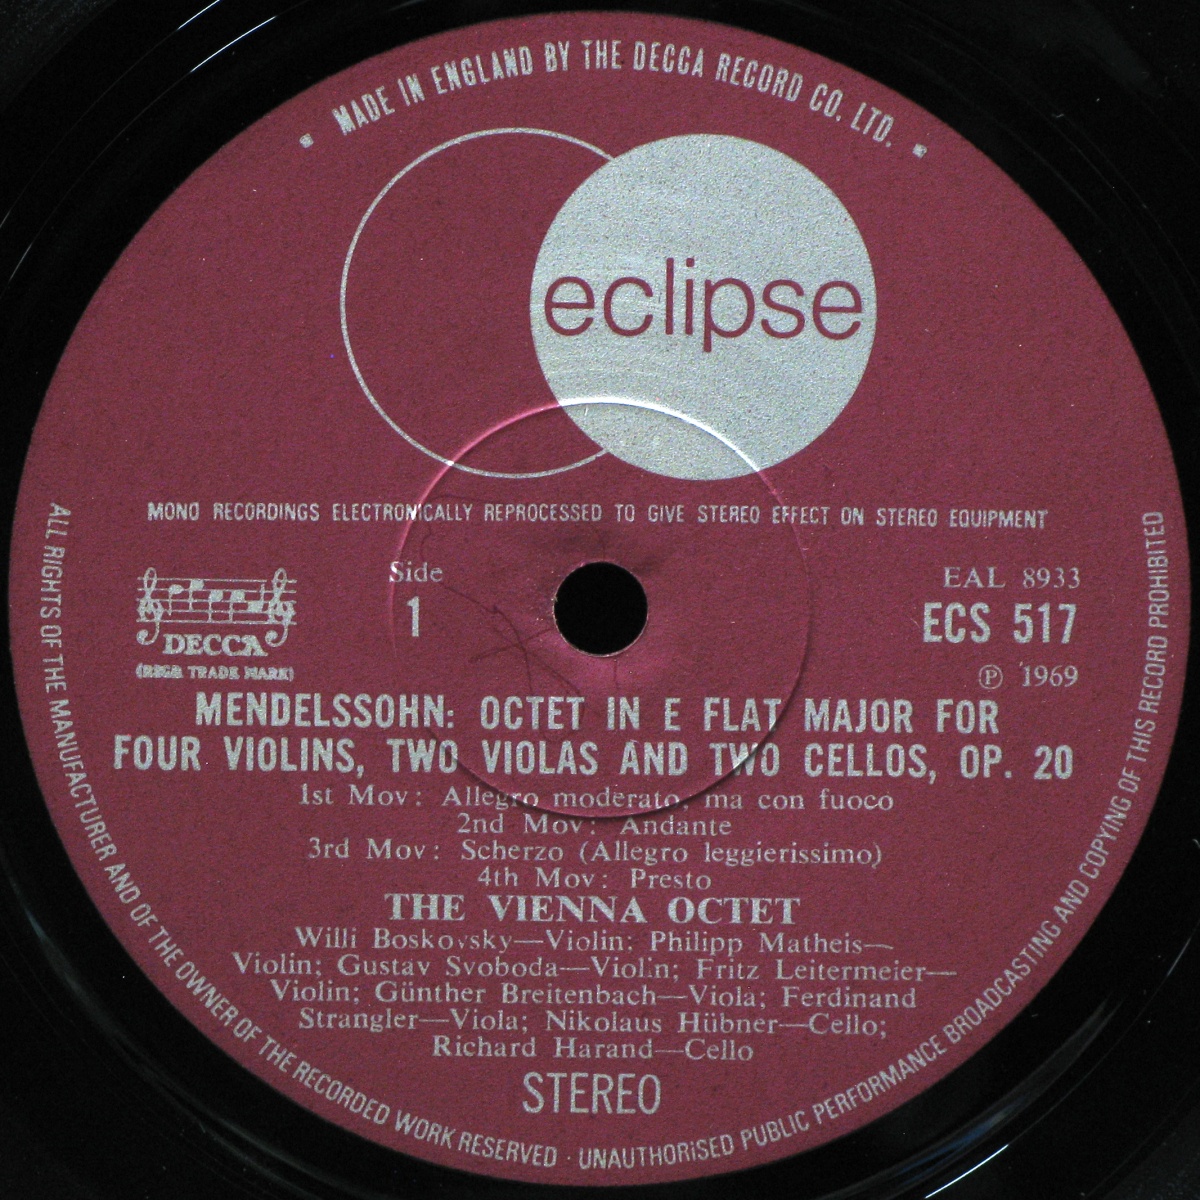 MADE IN ENGLAND BY THE DECCA RECORD CO. LTD.
eclipse
MONO RECORDINGS ELECTRONICALLY REPROCESSED TO GIVE STEREO EFFECT ON STEREO EQUIPMENT
Side
1
DECCA
(REGD TRADE MARK)
EAL 8933
ECS 517
Ⓟ 1969
MENDELSSOHN: OCTET IN E FLAT MAJOR FOR
FOUR VIOLINS, TWO VIOLAS AND TWO CELLOS, OP. 20
1st Mov: Allegro moderato, ma con fuoco
2nd Mov: Andante
3rd Mov: Scherzo (Allegro leggierissimo)
4th Mov: Presto
THE VIENNA OCTET
Willi Boskovsky—Violin; Philipp Matheis—
Violin; Gustav Svoboda—Violin; Fritz Leitermeier—
Violin; Günther Breitenbach—Viola; Ferdinand
Strangler—Viola; Nikolaus Hübner—Cello;
Richard Harand—Cello
STEREO
ALL RIGHTS OF THE MANUFACTURER AND OF THE OWNER OF THE RECORDED WORK RESERVED · UNAUTHORISED PUBLIC PERFORMANCE BROADCASTING AND COPYING OF THIS RECORD PROHIBITED